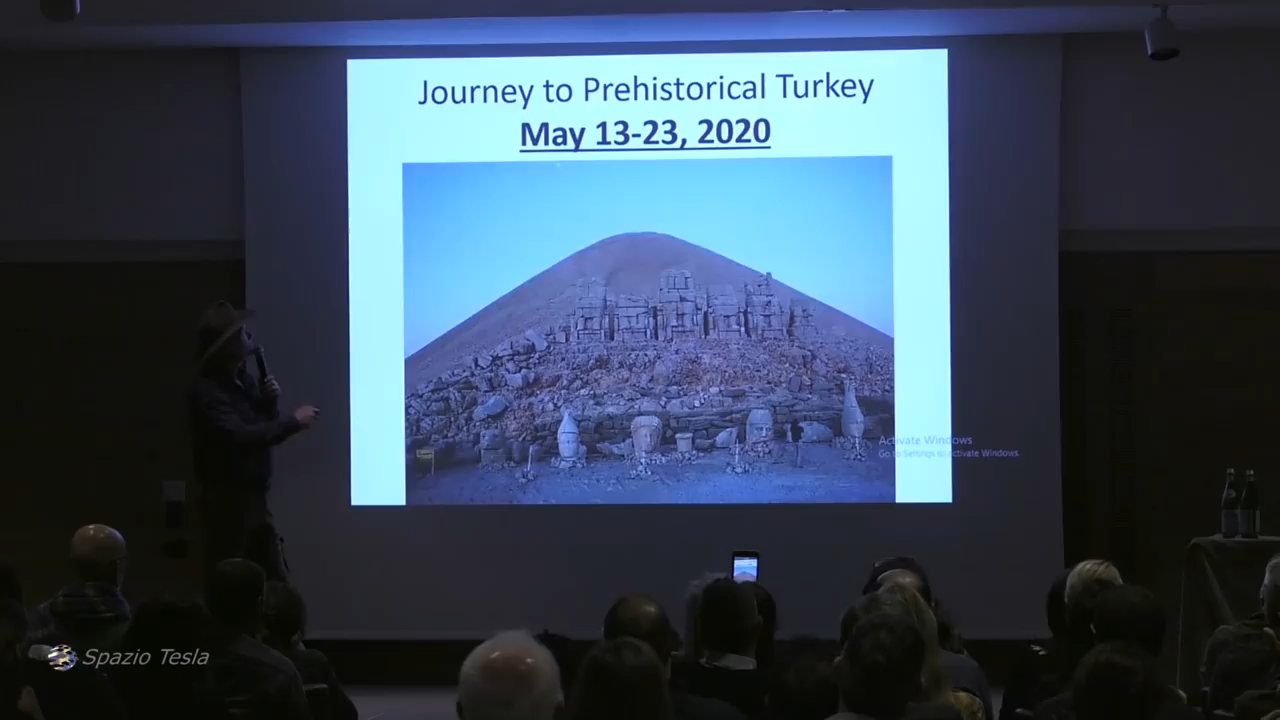 Journey to Prehistorical Turkey
May 13-23, 2020
Activate Windows
Go to Settings to activate Windows.
Spazio Tesla